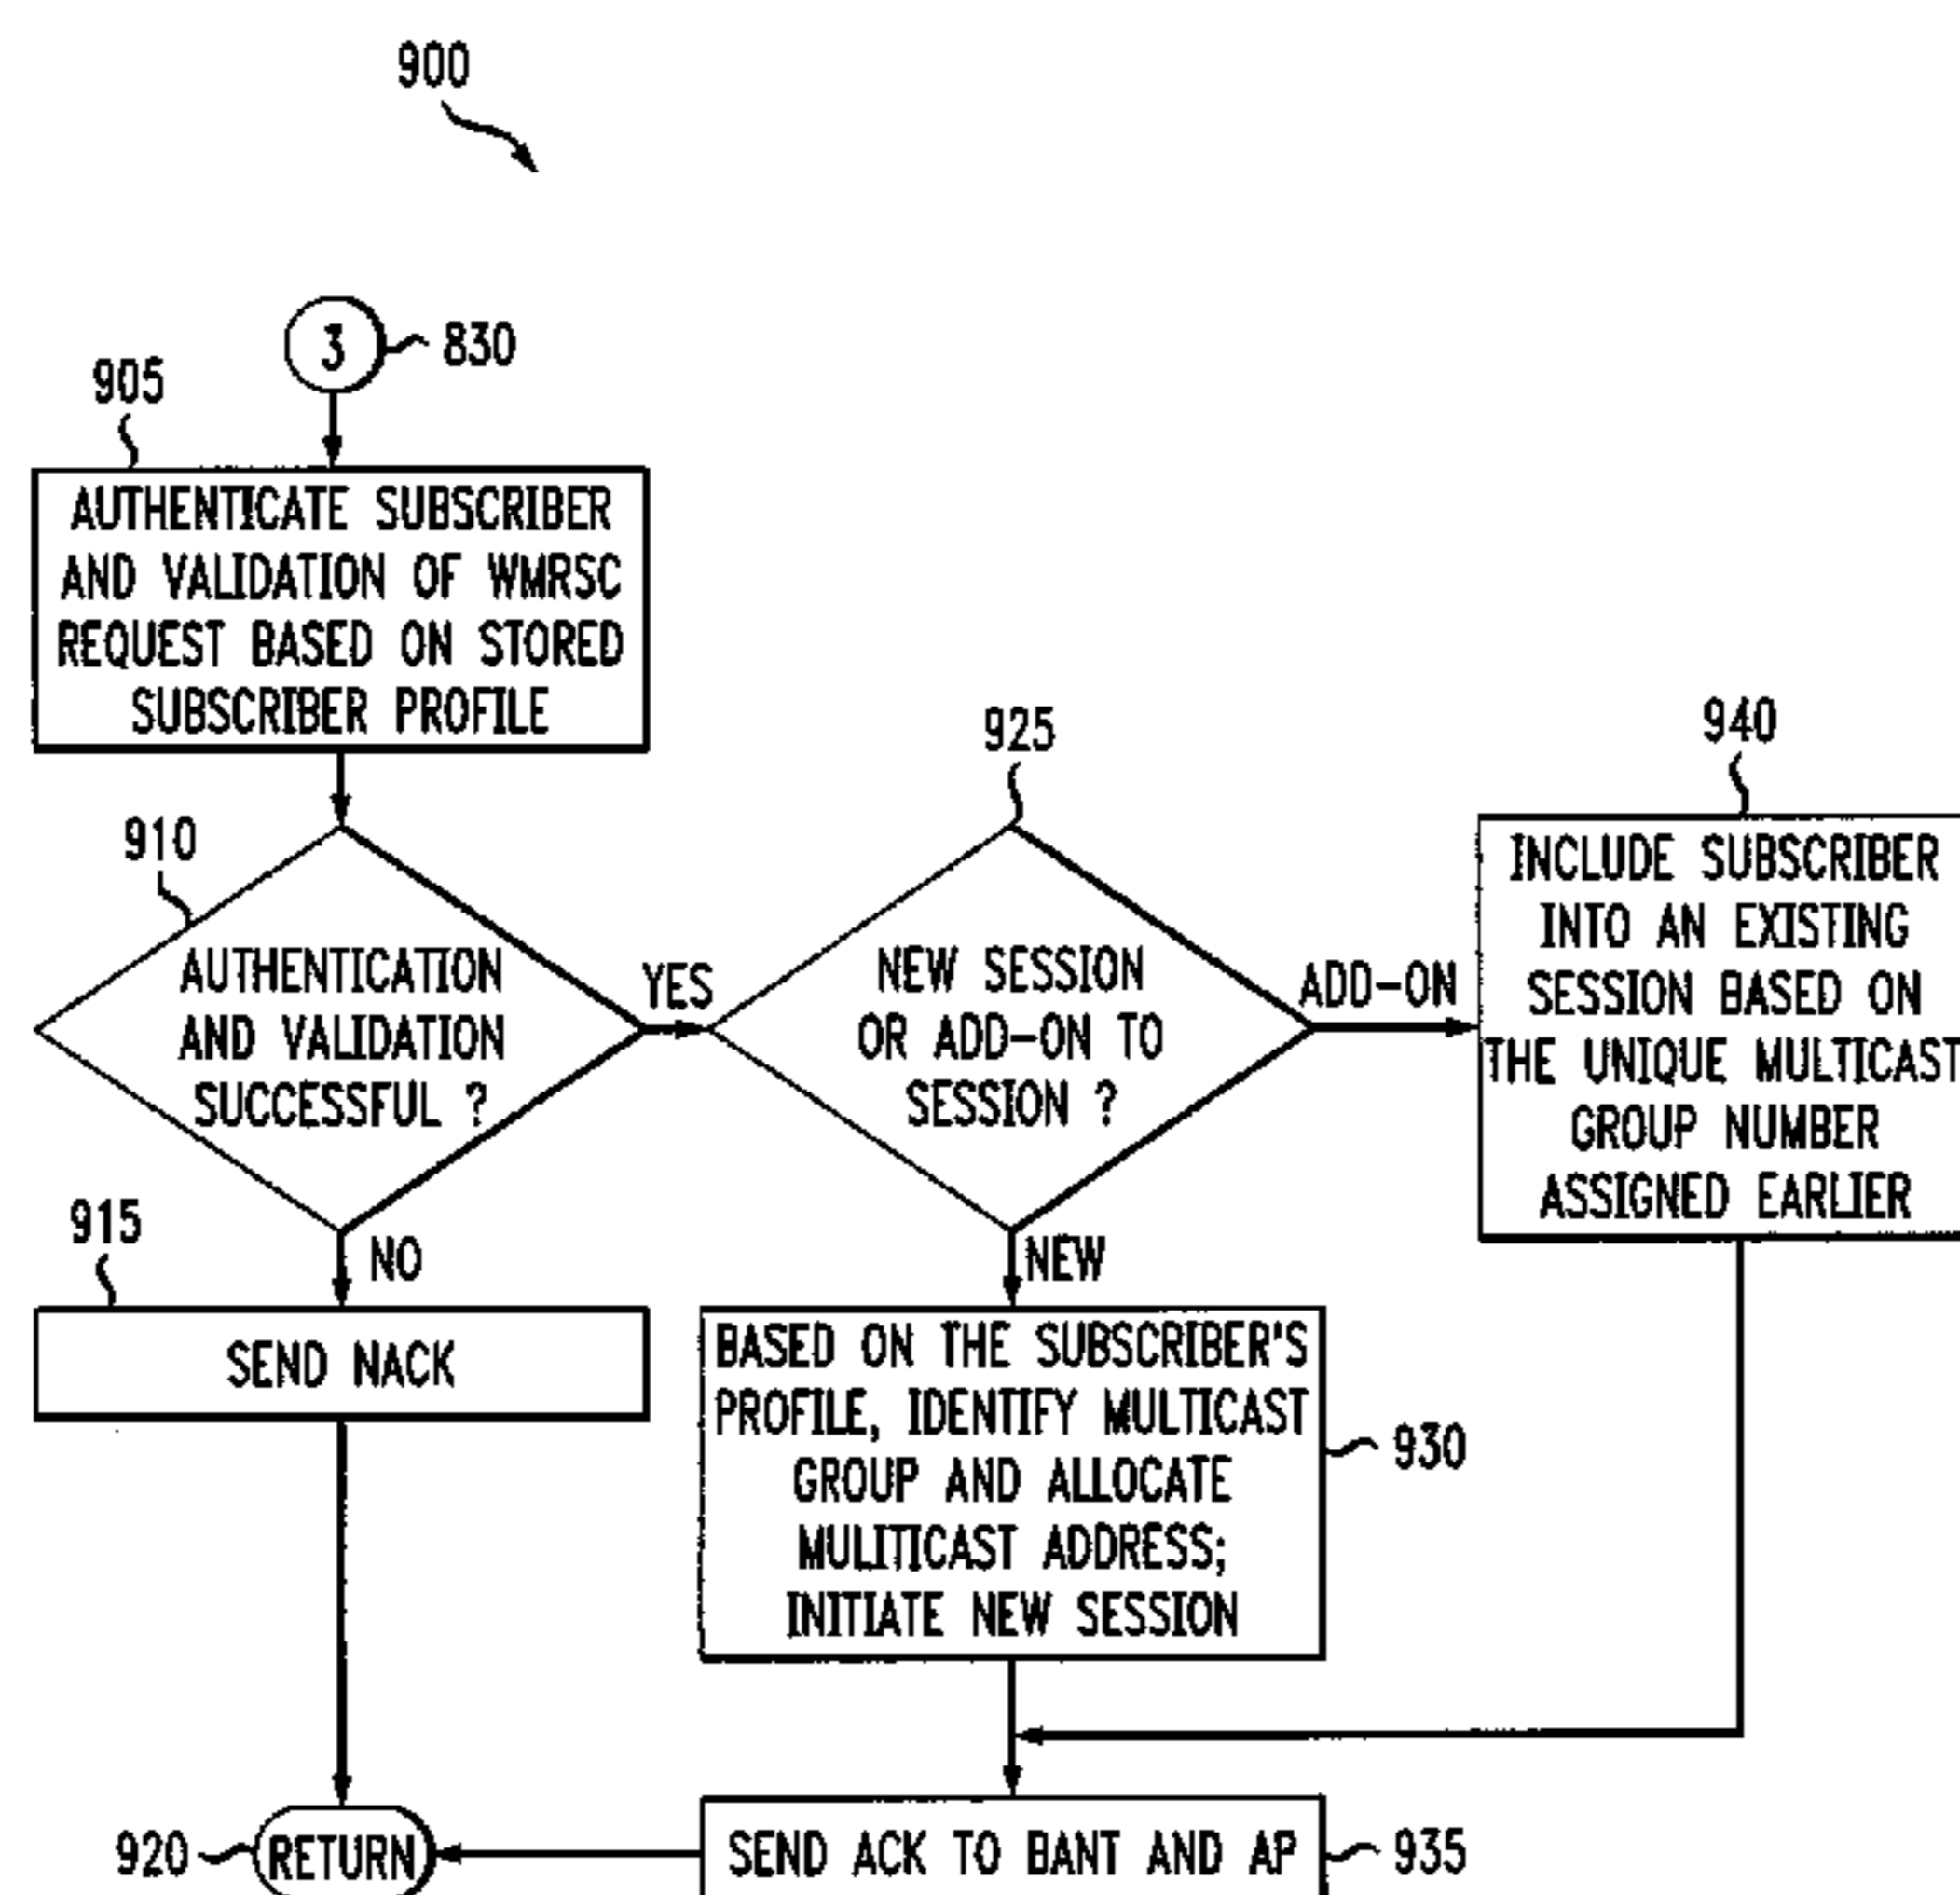 900
3
830
905
AUTHENTICATE SUBSCRIBER
AND VALIDATION OF WMRSC
REQUEST BASED ON STORED
SUBSCRIBER PROFILE
910
AUTHENTICATION
AND VALIDATION
SUCCESSFUL ?
YES
NO
925
NEW SESSION
OR ADD-ON TO
SESSION ?
ADD-ON
NEW
940
INCLUDE SUBSCRIBER
INTO AN EXISTING
SESSION BASED ON
THE UNIQUE MULTICAST
GROUP NUMBER
ASSIGNED EARLIER
915
SEND NACK
BASED ON THE SUBSCRIBER'S
PROFILE, IDENTIFY MULTICAST
GROUP AND ALLOCATE
MULITICAST ADDRESS;
INITIATE NEW SESSION
930
920
RETURN
SEND ACK TO BANT AND AP
935